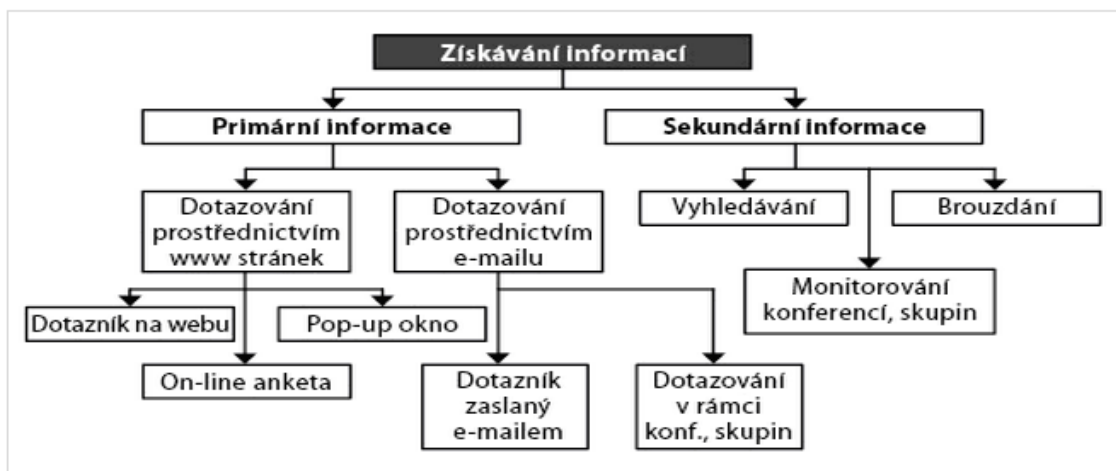 Získávání informací
Primární informace
Sekundární informace
Dotazování
prostřednictvím
www stránek
Dotazování
prostřednictvím
e-mailu
Vyhledávání
Brouzdání
Monitorování
konferencí, skupin
Dotazník na webu
Pop-up okno
On-line anketa
Dotazník
zaslaný
e-mailem
Dotazování
v rámci
konf., skupin